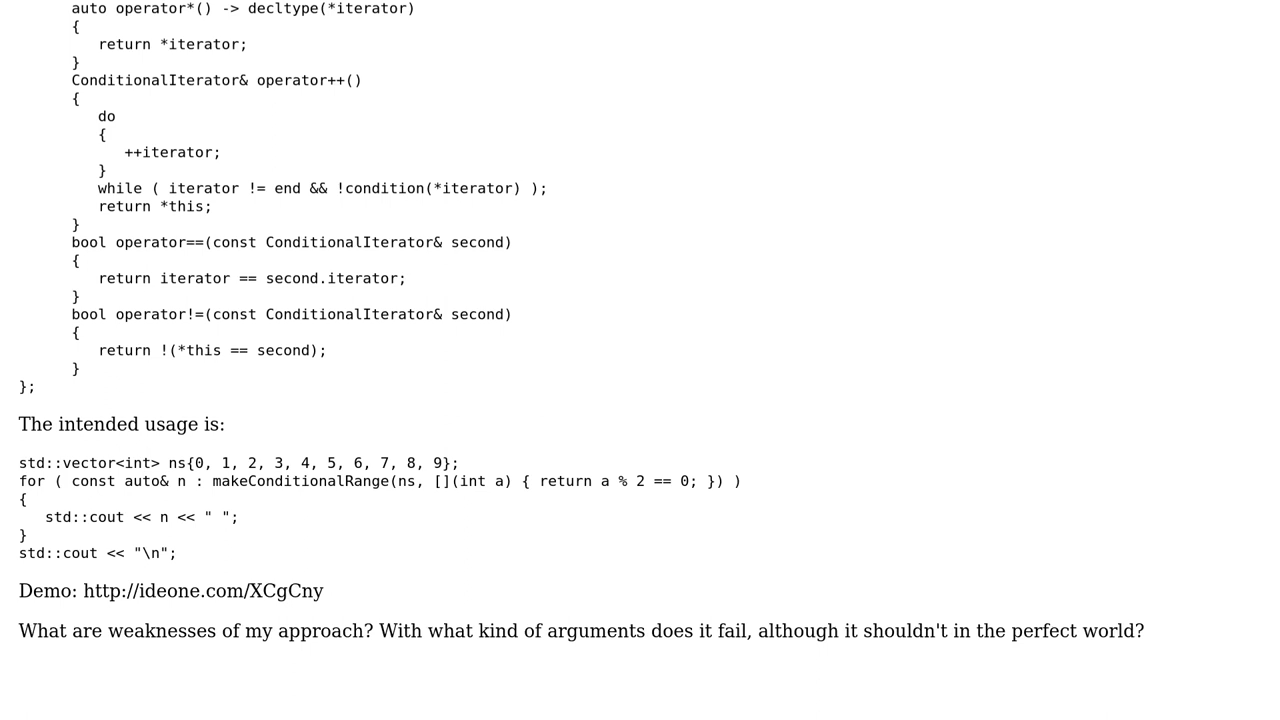 auto operator*() -> decltype(*iterator)
{
return *iterator;
}
ConditionalIterator& operator++()
{
do
{
++iterator;
}
while ( iterator != end && !condition(*iterator) );
return *this;
}
bool operator==(const ConditionalIterator& second)
{
return iterator == second.iterator;
}
bool operator!=(const ConditionalIterator& second)
{
return !(*this == second);
}
};
The intended usage is:
std::vector<int> ns{0, 1, 2, 3, 4, 5, 6, 7, 8, 9};
for ( const auto& n : makeConditionalRange(ns, [](int a) { return a % 2 == 0; }) )
{
std::cout << n << " ";
}
std::cout << "\n";
Demo: http://ideone.com/XCgCny
What are weaknesses of my approach? With what kind of arguments does it fail, although it shouldn't in the perfect world?